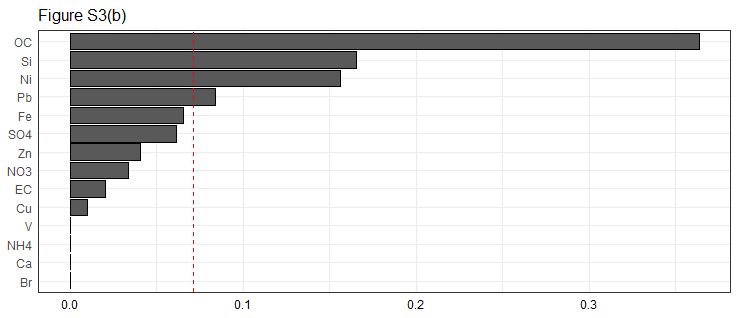 Figure S3(b)
OC
Si
Ni
Pb
Fe
SO4
Zn
NO3
EC
Cu
V
NH4
Ca
Br
0.0 0.1 0.2 0.3